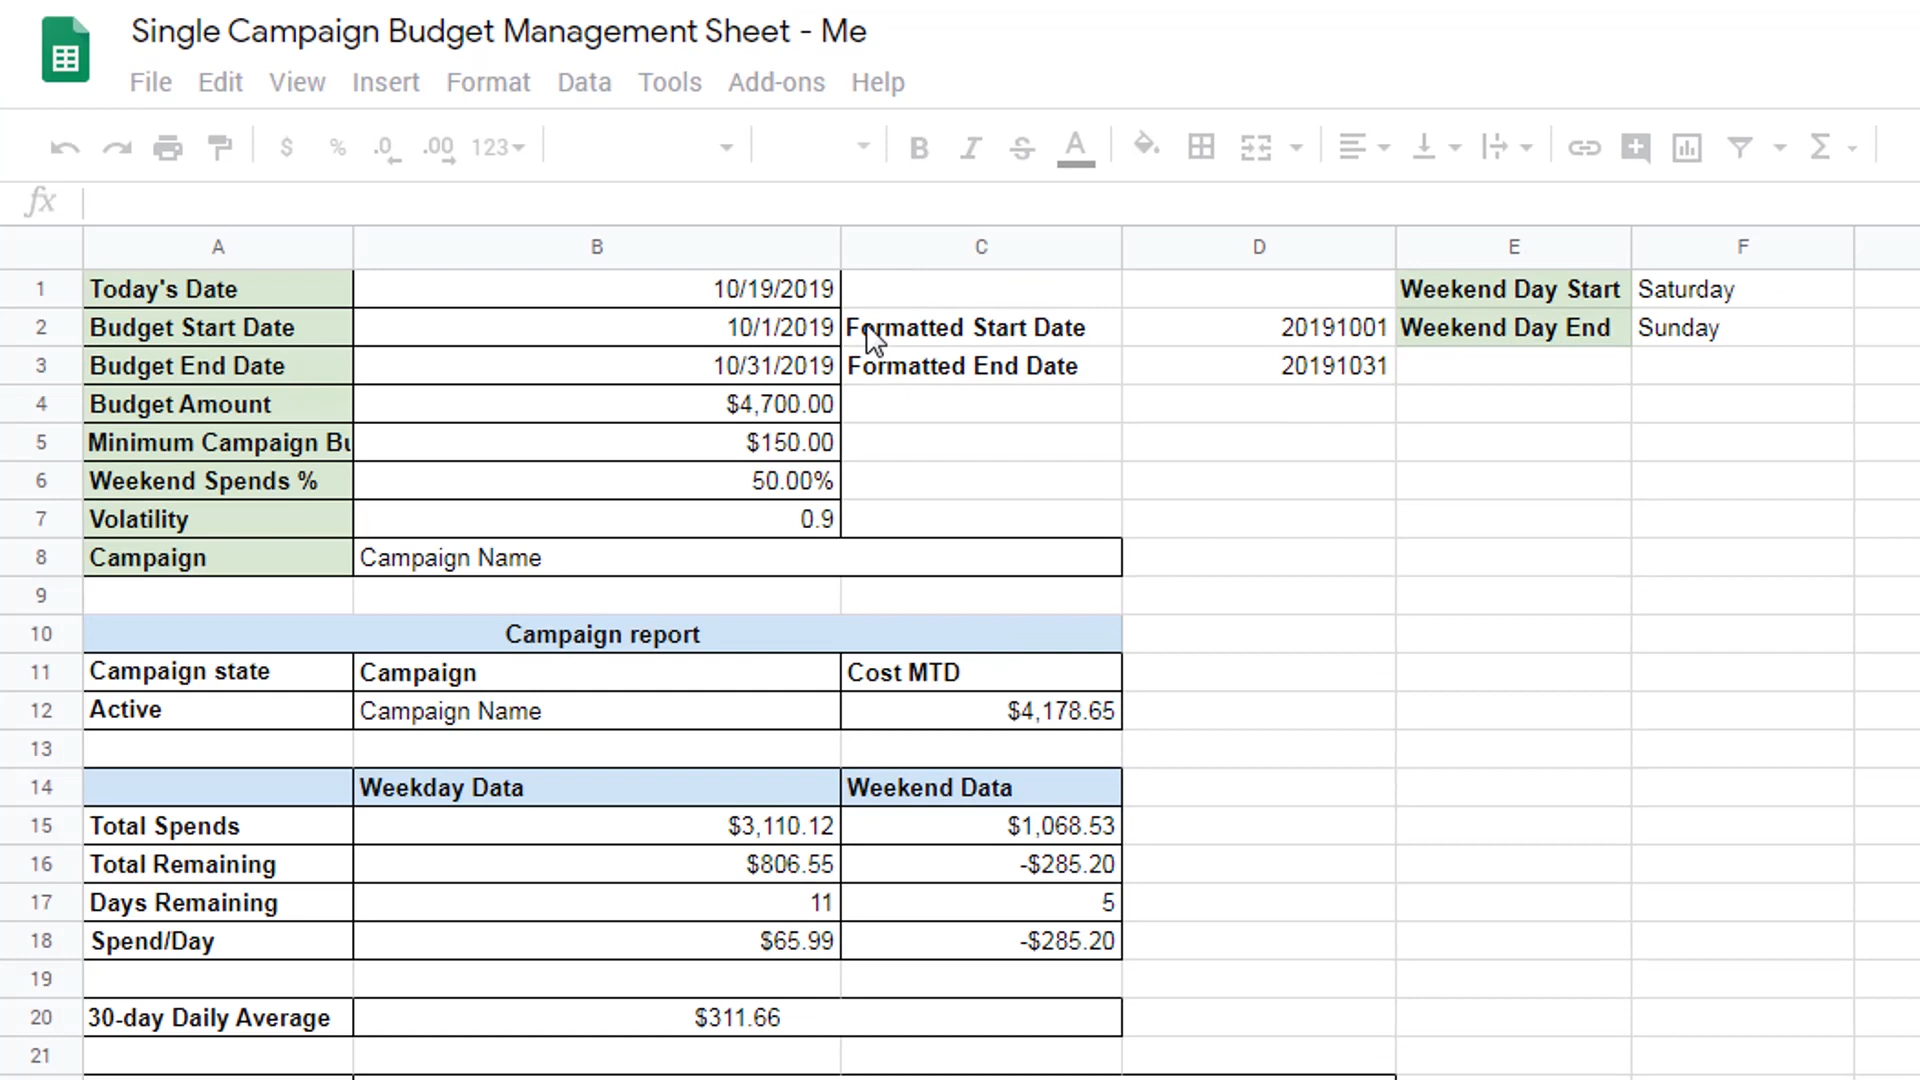 Single Campaign Budget Management Sheet - Me
File Edit View Insert Format Data Tools Add-ons Help
$ % .0 .00 123 B I S A Σ
fx
A B C D E F
1 Today's Date 10/19/2019 Weekend Day Start Saturday
2 Budget Start Date 10/1/2019 Formatted Start Date 20191001 Weekend Day End Sunday
3 Budget End Date 10/31/2019 Formatted End Date 20191031
4 Budget Amount $4,700.00
5 Minimum Campaign Bu $150.00
6 Weekend Spends % 50.00%
7 Volatility 0.9
8 Campaign Campaign Name
9
10 Campaign report
11 Campaign state Campaign Cost MTD
12 Active Campaign Name $4,178.65
13
14 Weekday Data Weekend Data
15 Total Spends $3,110.12 $1,068.53
16 Total Remaining $806.55 -$285.20
17 Days Remaining 11 5
18 Spend/Day $65.99 -$285.20
19
20 30-day Daily Average $311.66
21